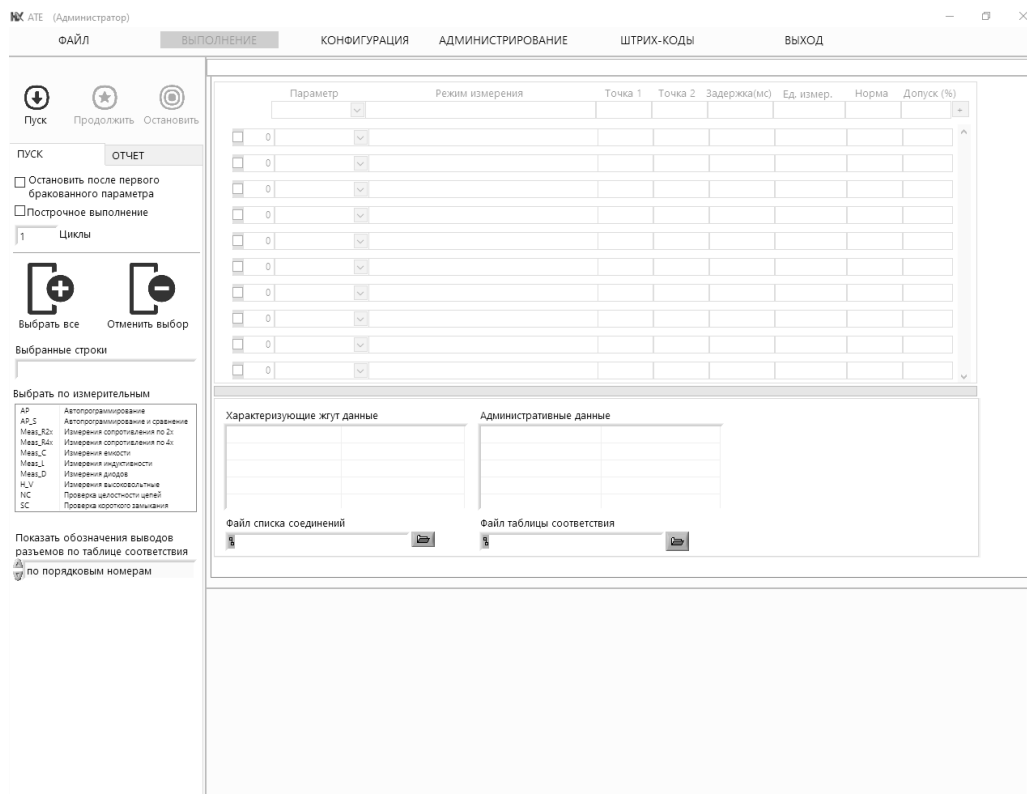 NX ATE (Администратор)
ФАЙЛ ВЫПОЛНЕНИЕ КОНФИГУРАЦИЯ АДМИНИСТРИРОВАНИЕ ШТРИХ-КОДЫ ВЫХОД
Пуск Продолжить Остановить
ПУСК ОТЧЕТ
Остановить после первого
бракованного параметра
Построчное выполнение
1 Циклы
Выбрать все Отменить выбор
Выбранные строки
Выбрать по измерительным
AP Автопрограммирование
AP_S Автопрограммирование и сравнение
Meas_R2x Измерения сопротивления по 2х
Meas_R4x Измерения сопротивления по 4х
Meas_C Измерения емкости
Meas_L Измерения индуктивности
Meas_D Измерения диодов
H_V Измерения высоковольтные
NC Проверка целостности цепей
SC Проверка короткого замыкания
Показать обозначения выводов
разъемов по таблице соответствия
по порядковым номерам
Параметр Режим измерения Точка 1 Точка 2 Задержка(мс) Ед. измер. Норма Допуск (%)
0
0
0
0
0
0
0
0
0
0
Характеризующие жгут данные
Административные данные
Файл списка соединений
Файл таблицы соответствия